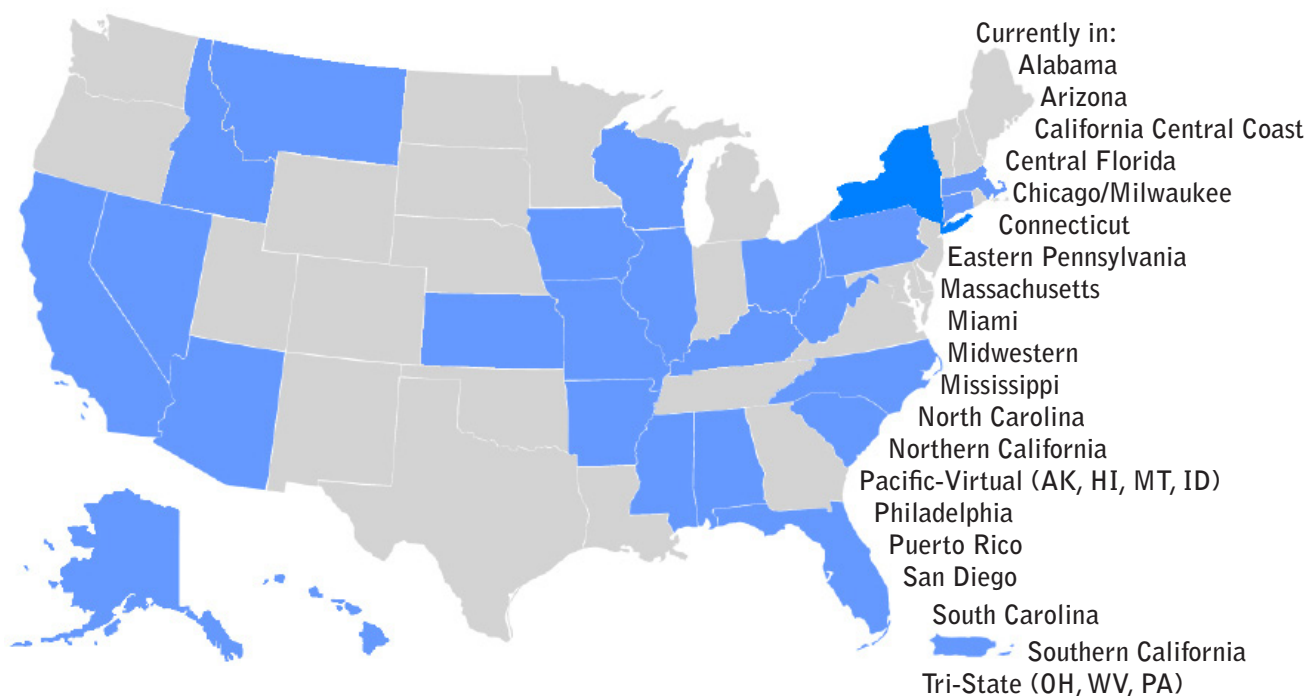 Currently in:
Alabama
Arizona
California Central Coast
Central Florida
Chicago/Milwaukee
Connecticut
Eastern Pennsylvania
Massachusetts
Miami
Midwestern
Mississippi
North Carolina
Northern California
Pacific-Virtual (AK, HI, MT, ID)
Philadelphia
Puerto Rico
San Diego
South Carolina
Southern California
Tri-State (OH, WV, PA)